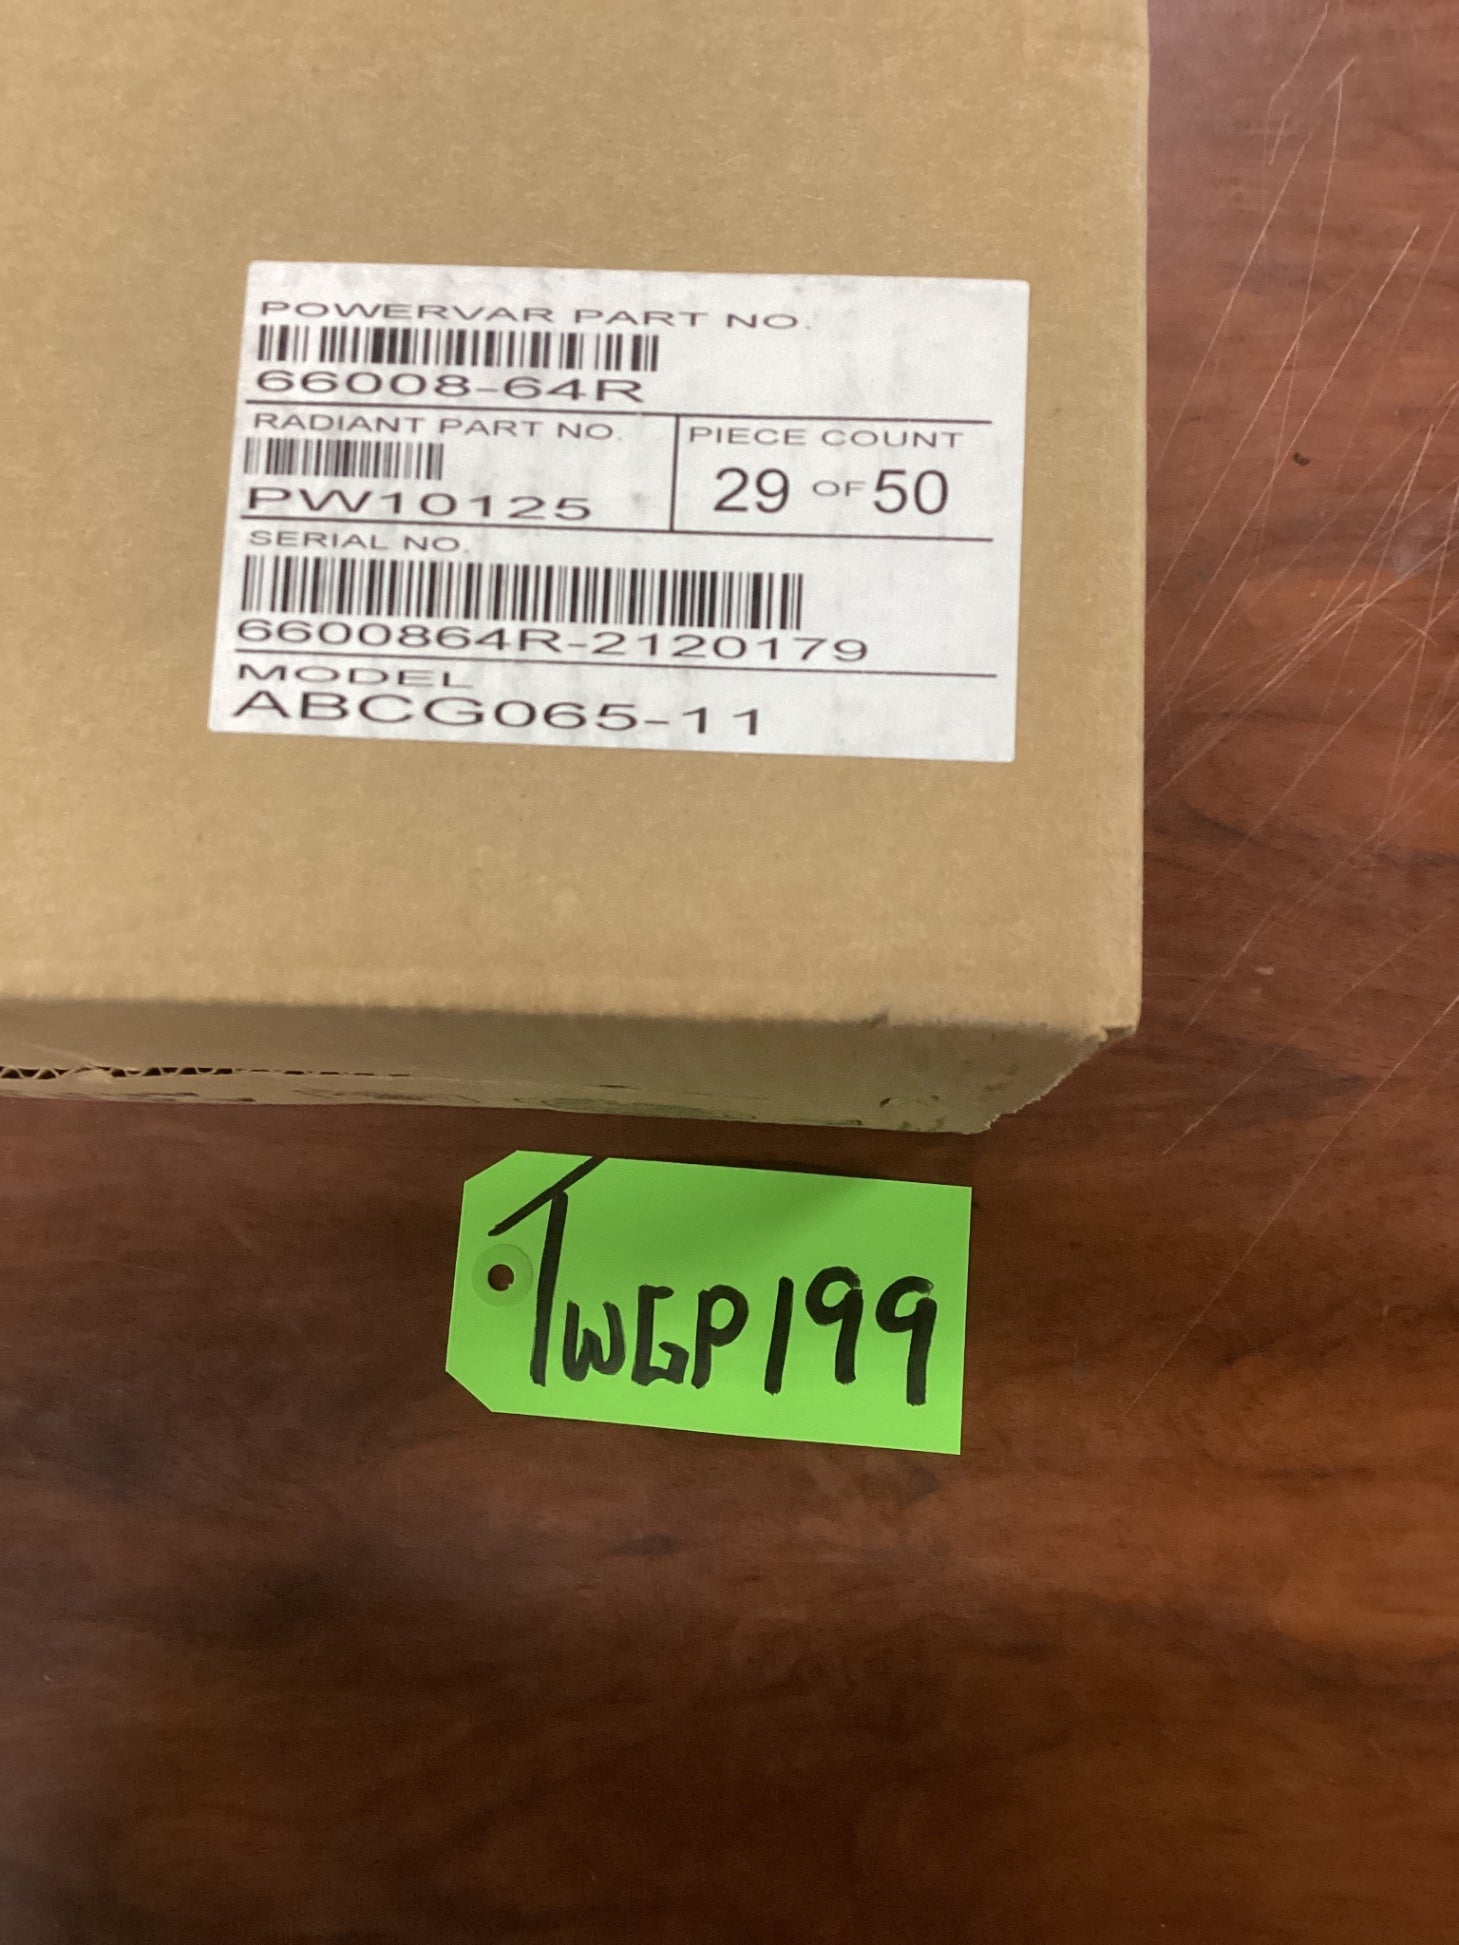 POWERVAR PART NO.
66008-64R
RADIANT PART NO.
PW10125
PIECE COUNT
29 OF 50
SERIAL NO.
6600864R-2120179
MODEL
ABCG065-11
TWGP199